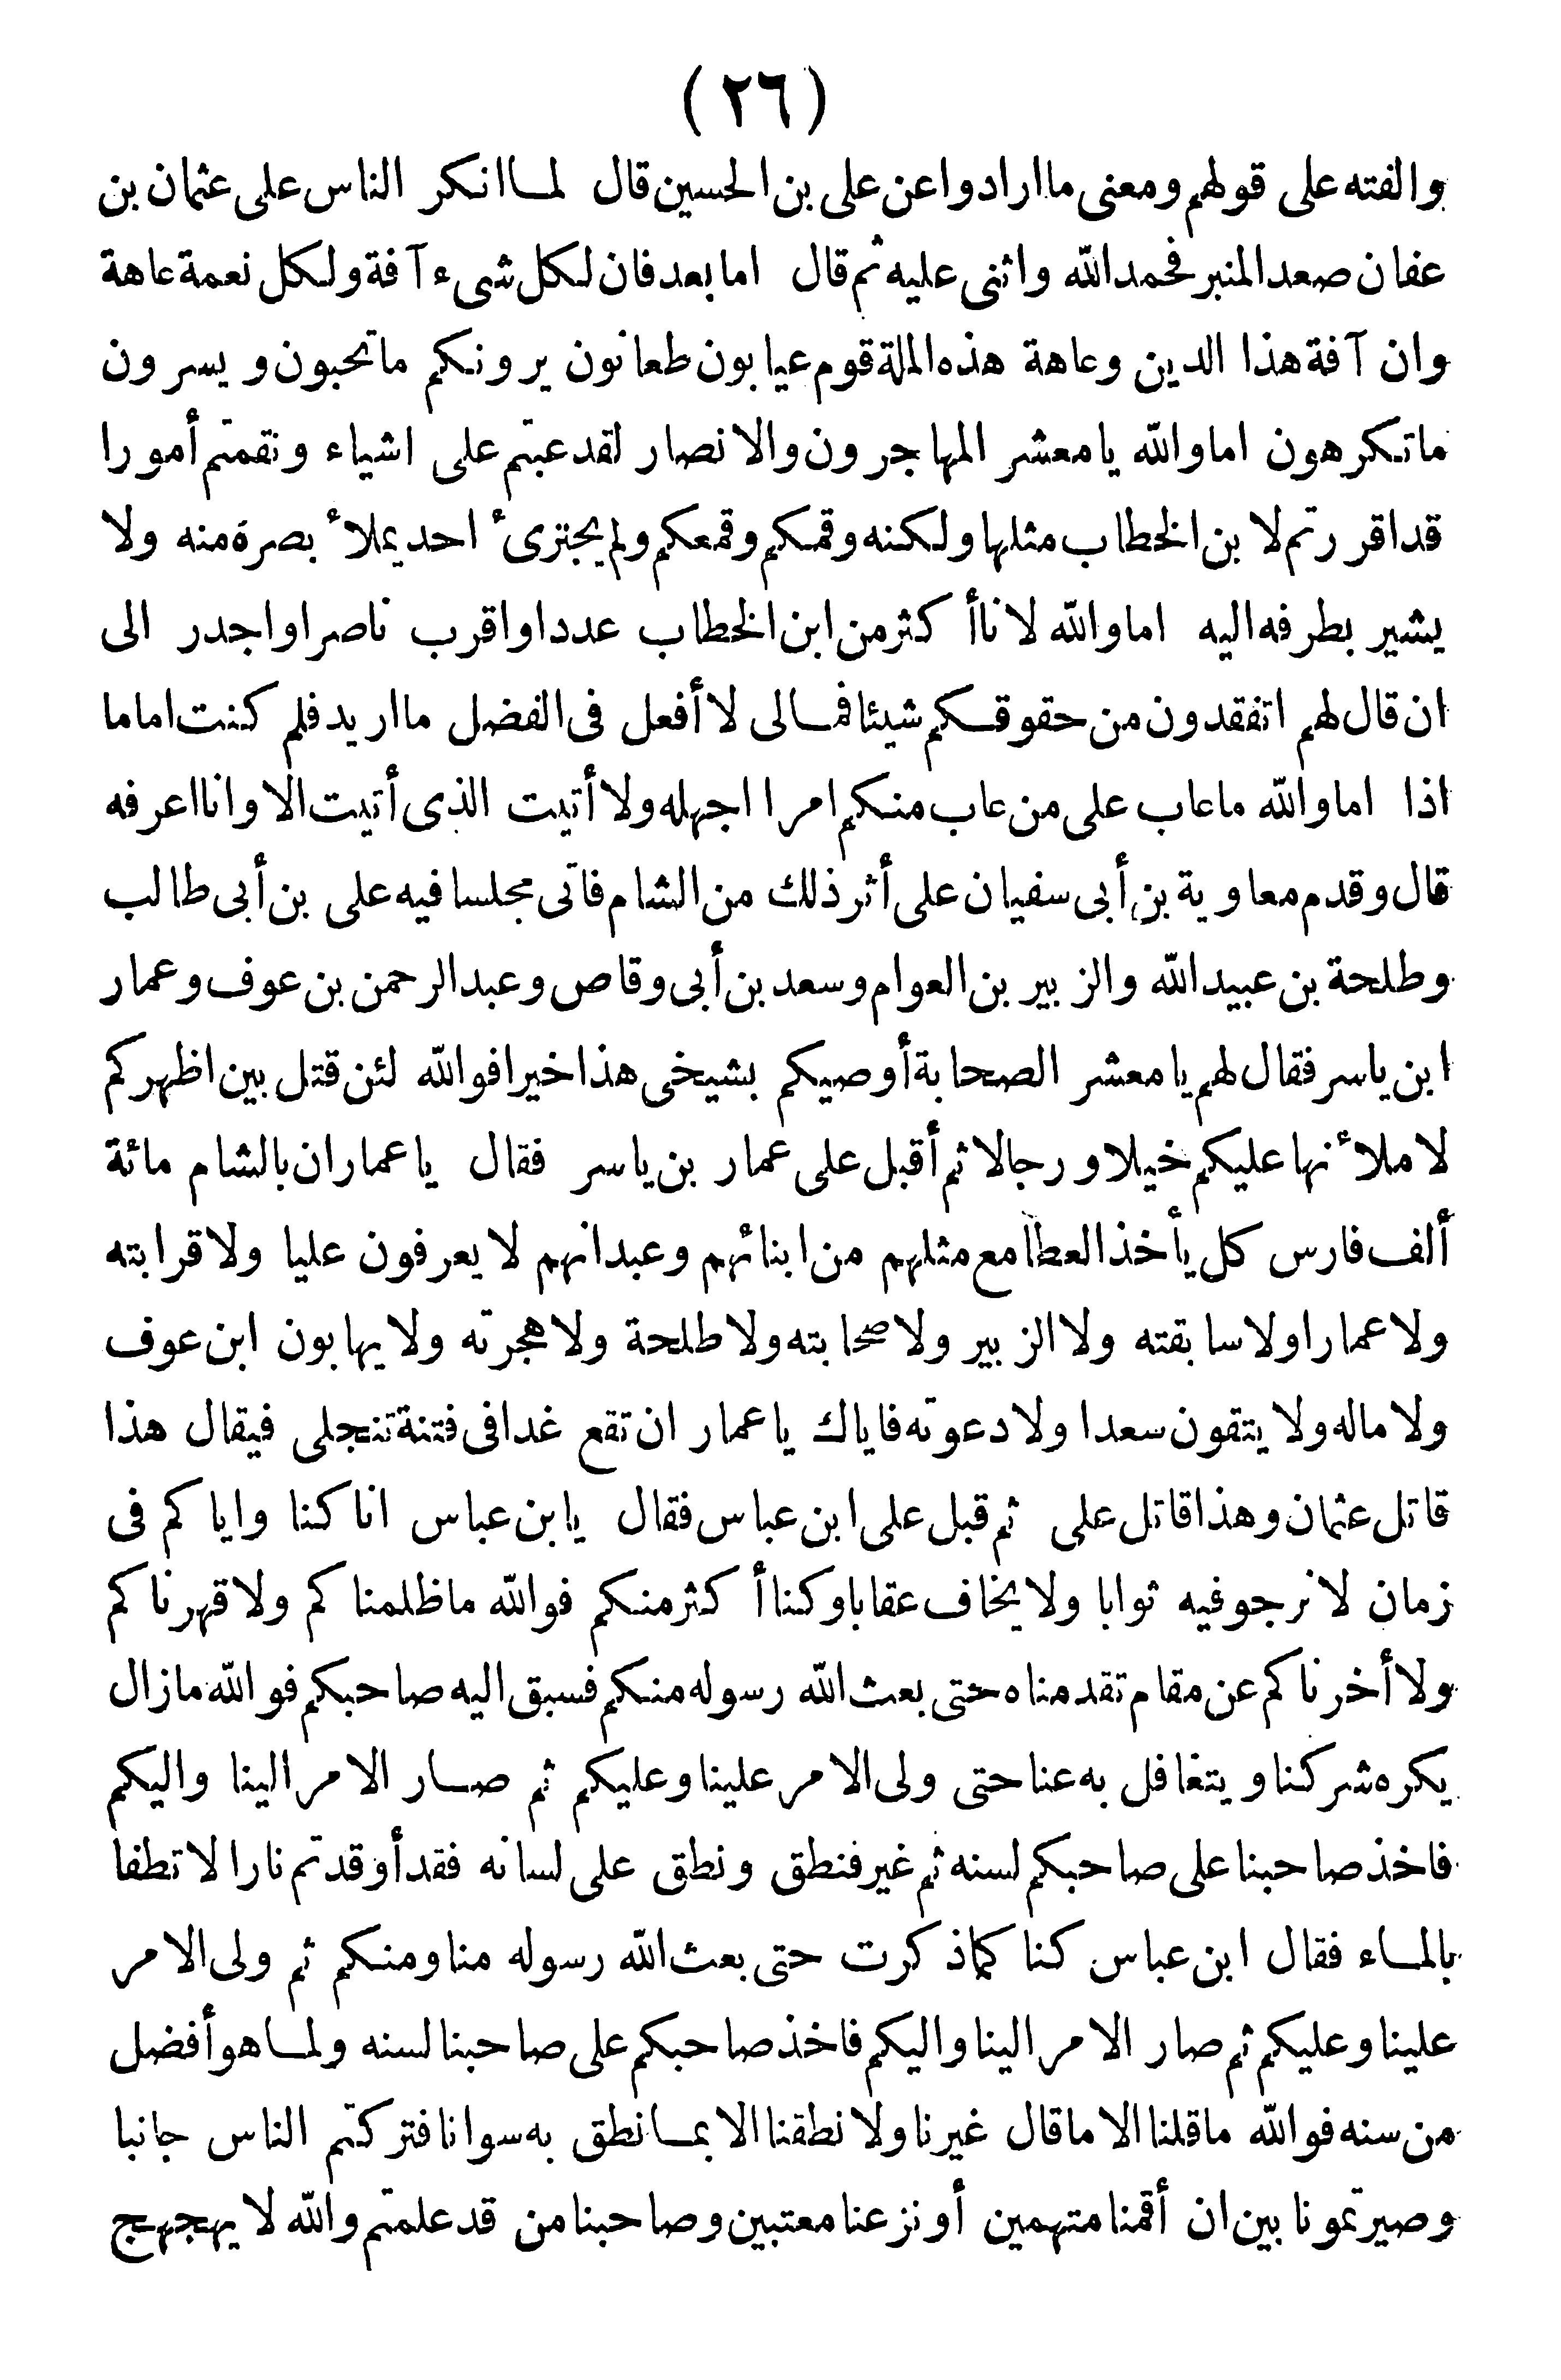 (٢٦)
والفته على قولهم ومعنى ما ارادوا عن على بن الحسين قال لما انكر الناس على عثمان بن
عفان صعد المنبر فحمد الله واثنى عليه ثم قال اما بعد فان لكل شىء آفة ولكل نعمة عاهة
وان آفة هذا الدين وعاهة هذه الملة قوم عيابون طعانون يرونكم ما تحبون ويسرون
ما تكرهون اما والله يا معشر المهاجرون والانصار لقد عبتم على اشياء ونقمتم أمورا
قد اقررتم لا بن الخطاب مثلها ولكنه وقمكم وقمعكم ولم يجترئ احد يملأ بصره منه ولا
يشير بطرفه اليه اما والله لانا أكثر من ابن الخطاب عددا واقرب ناصرا واجدر الى
ان قال لهم اتفقدون من حقوقكم شيئا فمالى لا أفعل فى الفضل ما اريد فلم كنت اماما
اذا اما والله ما عاب على من عاب منكم امرا اجهله ولا أتيت الذى أتيت الا وانا اعرفه
قال وقدم معاوية بن أبى سفيان على أثر ذلك من الشام فاتى مجلسا فيه على بن أبى طالب
وطلحة بن عبيد الله والزبير بن العوام وسعد بن أبى وقاص وعبد الرحمن بن عوف وعمار
ابن ياسر فقال لهم يا معشر الصحابة أوصيكم بشيخى هذا خيرا فوالله لئن قتل بين اظهركم
لاملأنها عليكم خيلا ورجالا ثم أقبل على عمار بن ياسر فقال يا عمار ان بالشام مائة
ألف فارس كل يأخذ العطا مع مثلهم من ابنائهم وعبدانهم لا يعرفون عليا ولا قرابته
ولا عمارا ولا سابقته ولا الزبير ولا صحابته ولا طلحة ولا هجرته ولا يهابون ابن عوف
ولا ماله ولا يتقون سعدا ولا دعوته فاياك يا عمار ان تقع غدا فى فتنة تنجلى فيقال هذا
قاتل عثمان وهذا قاتل على ثم قبل على ابن عباس فقال يا بن عباس انا كنا واياكم فى
زمان لا نرجو فيه ثوابا ولا يخاف عقابا وكنا أكثر منكم فوالله ما ظلمناكم ولا قهرناكم
ولا أخرناكم عن مقام تقدمناه حتى بعث الله رسوله منكم فسبق اليه صاحبكم فوالله ما زال
يكره شركنا ويتغافل به عنا حتى ولى الامر علينا وعليكم ثم صار الامر الينا واليكم
فاخذ صاحبنا على صاحبكم لسنه ثم غير فنطق ونطق على لسانه فقد أوقدتم نارا لا تطفا
بالماء فقال ابن عباس كنا كما ذكرت حتى بعث الله رسوله منا ومنكم ثم ولى الامر
علينا وعليكم ثم صار الامر الينا واليكم فاخذ صاحبكم على صاحبنا لسنه ولما هو أفضل
من سنه فوالله ما قلنا الا ما قال غيرنا ولا نطقنا الا بما نطق به سوانا فتركتم الناس جانبا
وصيرتمونا بين ان أقمنا متهمين أو نزعنا معتبين وصاحبنا من قد علمتم والله لا يهجهج